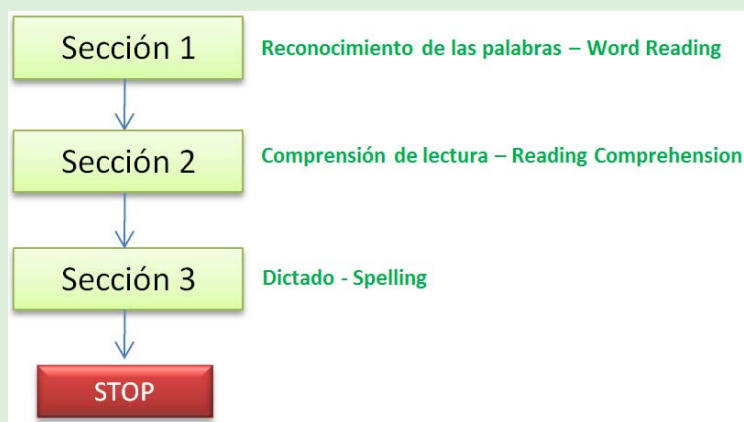 Sección 1
Reconocimiento de las palabras – Word Reading
Sección 2
Comprensión de lectura – Reading Comprehension
Sección 3
Dictado - Spelling
STOP